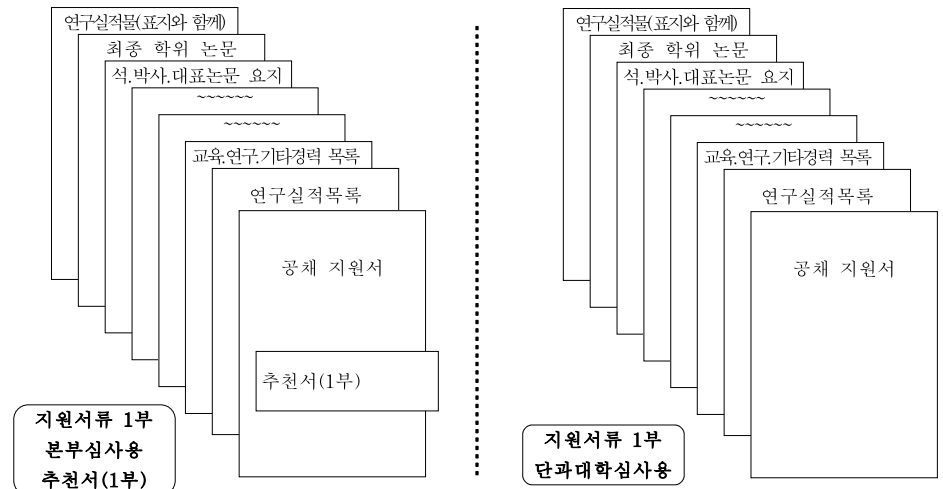 연구실적물(표지와 함께)
최종 학위 논문
석.박사.대표논문 요지
~~~~~~
~~~~~~
교육.연구.기타경력 목록
연구실적목록
공채 지원서
추천서(1부)
지원서류 1부
본부심사용
추천서(1부)
연구실적물(표지와 함께)
최종 학위 논문
석.박사.대표논문 요지
~~~~~~
~~~~~~
교육.연구.기타경력 목록
연구실적목록
공채 지원서
지원서류 1부
단과대학심사용